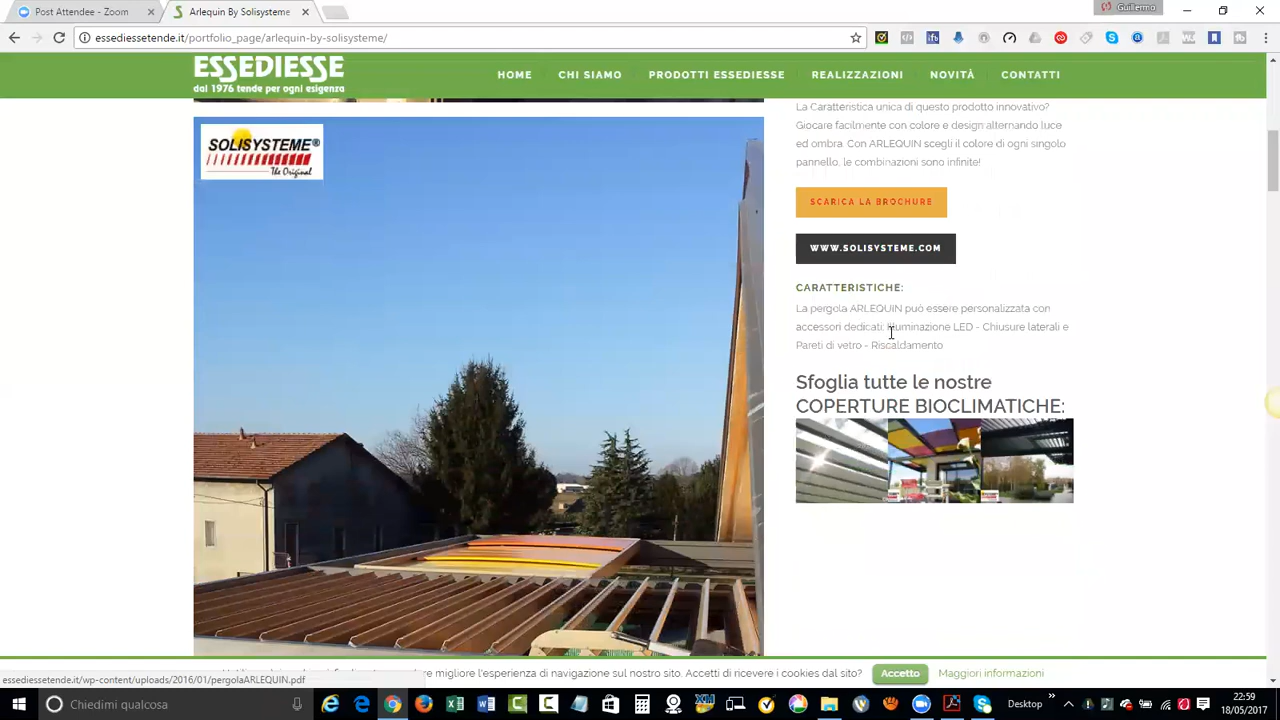 Post Attendee - Zoom
Arlequin By Solisysteme
Guillermo
essediessetende.it/portfolio_page/arlequin-by-solisysteme/
ESSEDIESSE
dal 1976 tende per ogni esigenza
HOME CHI SIAMO PRODOTTI ESSEDIESSE REALIZZAZIONI NOVITÀ CONTATTI
SOLISYSTEME®
The Original
La Caratteristica unica di questo prodotto innovativo?
Giocare facilmente con colore e design alternando luce
ed ombra. Con ARLEQUIN scegli il colore di ogni singolo
pannello, le combinazioni sono infinite!
SCARICA LA BROCHURE
WWW.SOLISYSTEME.COM
CARATTERISTICHE:
La pergola ARLEQUIN può essere personalizzata con
accessori dedicati: Illuminazione LED - Chiusure laterali e
Pareti di vetro - Riscaldamento
Sfoglia tutte le nostre
COPERTURE BIOCLIMATICHE:
migliore l'esperienza di navigazione sul nostro sito. Accetti di ricevere i cookies dal sito?
Accetto
Maggiori informazioni
essediessetende.it/wp-content/uploads/201
golaARLEQUIN.pdf
Chiedimi qualcosa
Desktop
22:59
18/05/2017